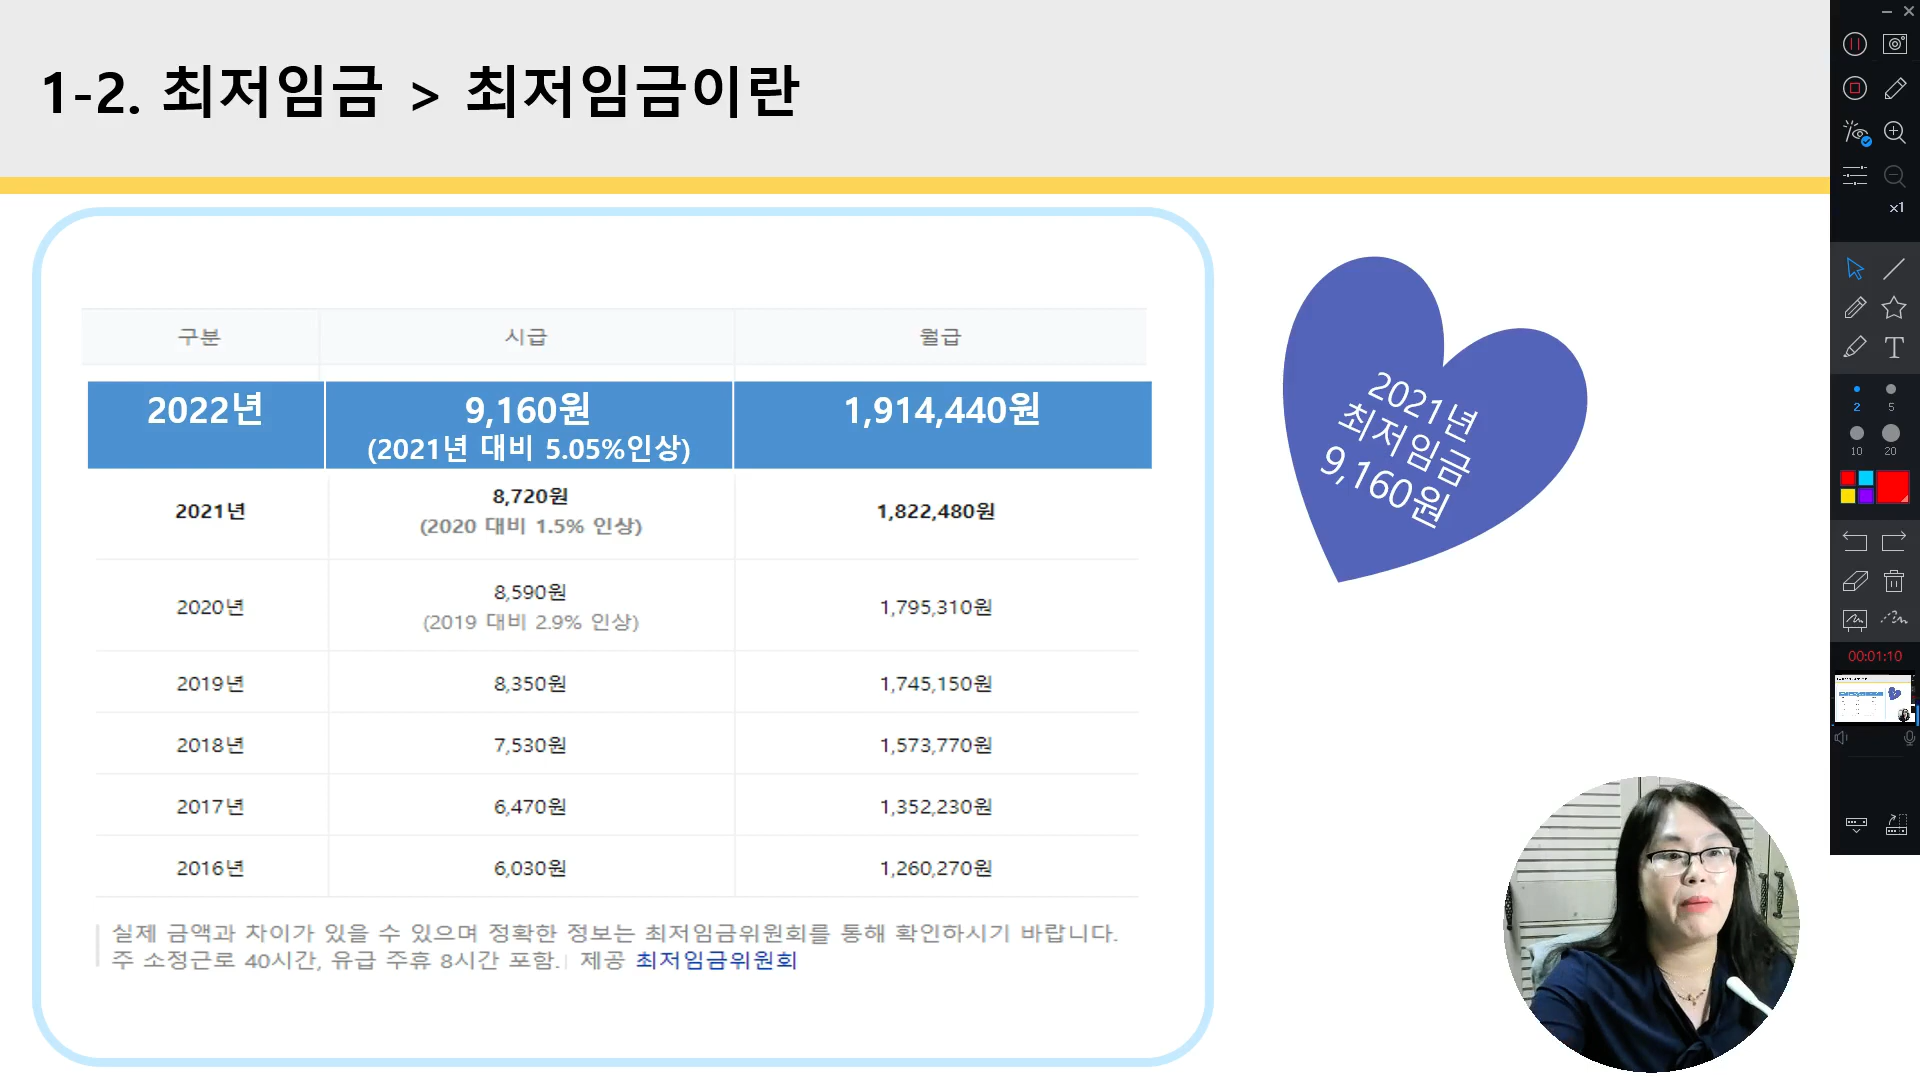 1-2. 최저임금 > 최저임금이란
구분 시급 월급
2022년 9,160원 1,914,440원
(2021년 대비 5.05%인상)
2021년 8,720원 1,822,480원
(2020 대비 1.5% 인상)
2020년 8,590원 1,795,310원
(2019 대비 2.9% 인상)
2019년 8,350원 1,745,150원
2018년 7,530원 1,573,770원
2017년 6,470원 1,352,230원
2016년 6,030원 1,260,270원
실제 금액과 차이가 있을 수 있으며 정확한 정보는 최저임금위원회를 통해 확인하시기 바랍니다.
주 소정근로 40시간, 유급 주휴 8시간 포함. 제공 최저임금위원회
2021년
최저임금
9,160원
x1
T
2 5
10 20
00:01:10